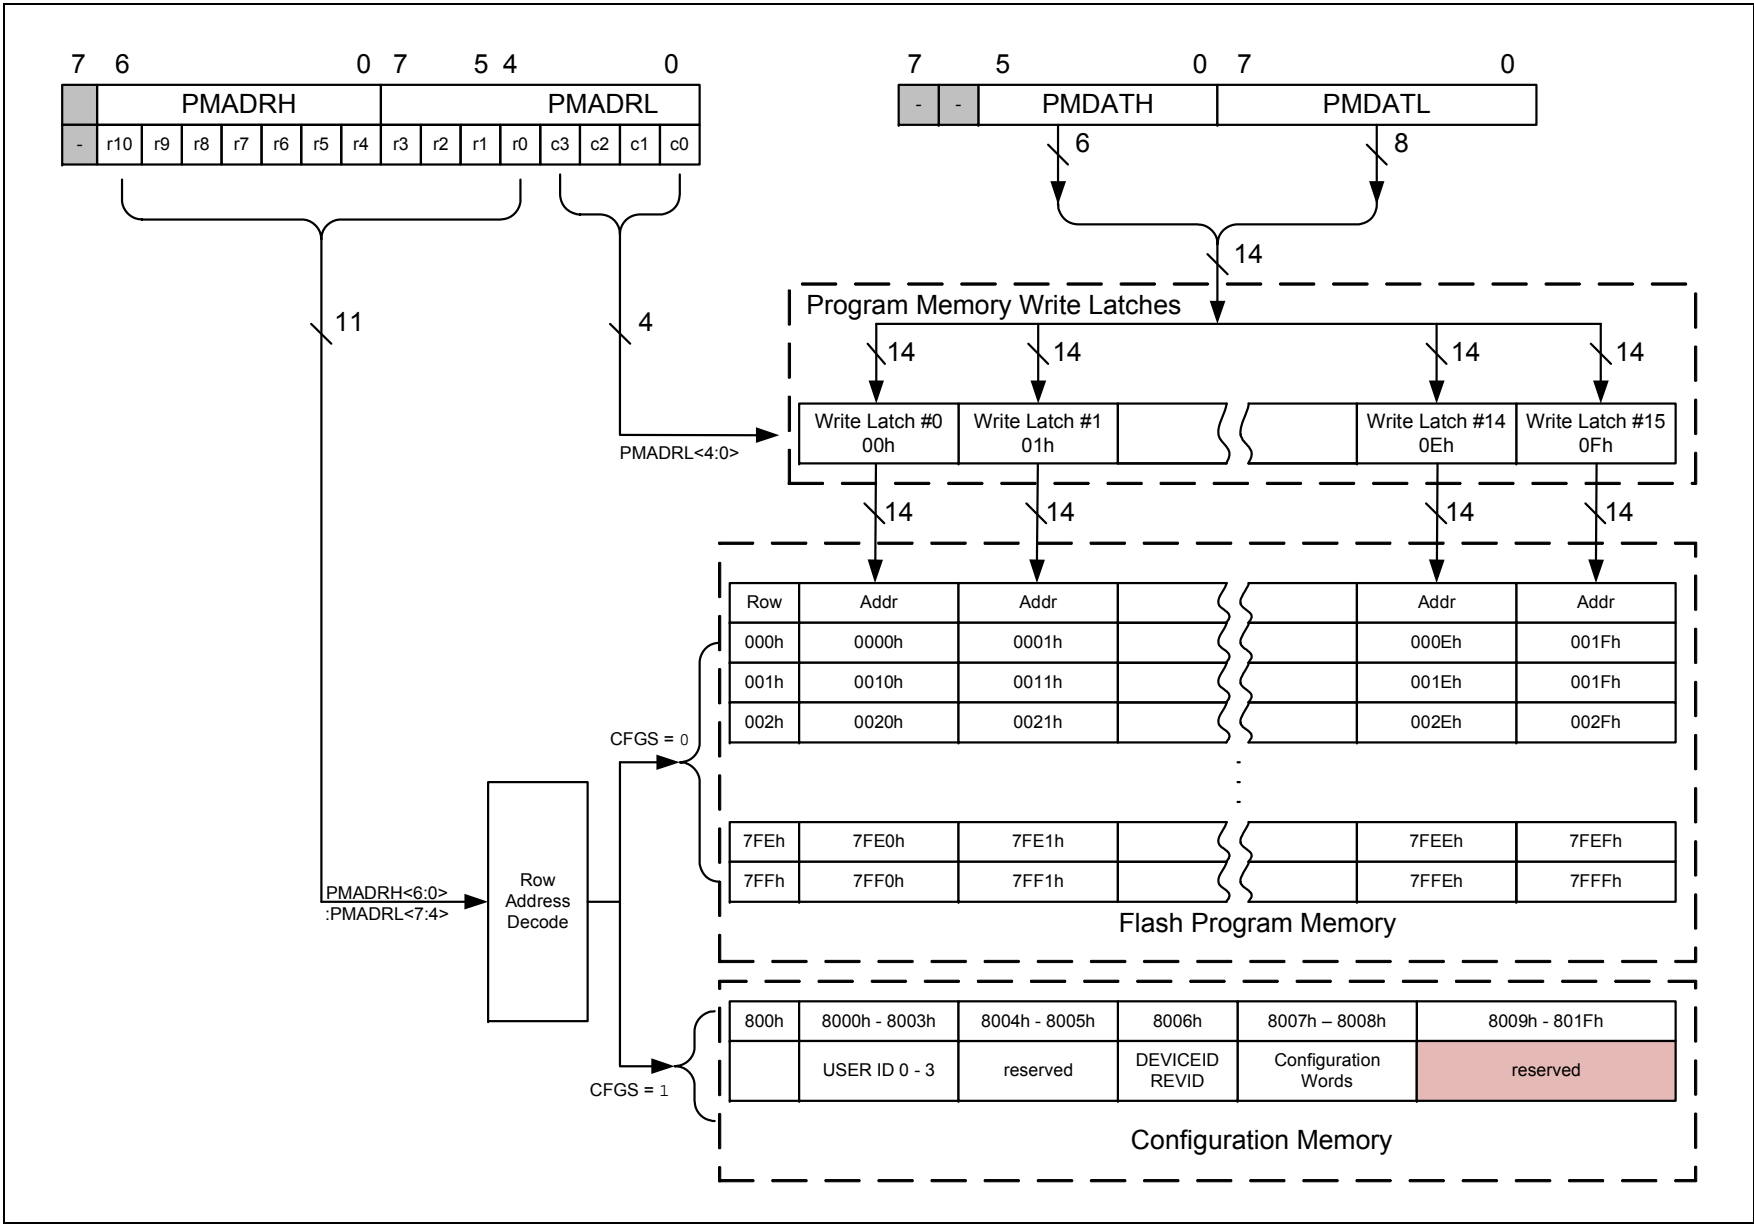 7 6 0 7 5 4 0
PMADRH PMADRL
- r10 r9 r8 r7 r6 r5 r4 r3 r2 r1 r0 c3 c2 c1 c0
7 5 0 7 0
- - PMDATH PMDATL
6 8
14
11
4
PMADRL<4:0>
Program Memory Write Latches
14 14 14 14
Write Latch #0 Write Latch #1 Write Latch #14 Write Latch #15
00h 01h 0Eh 0Fh
14 14 14 14
Row Addr Addr Addr Addr
000h 0000h 0001h 000Eh 001Fh
001h 0010h 0011h 001Eh 001Fh
002h 0020h 0021h 002Eh 002Fh
CFGS = 0
7FEh 7FE0h 7FE1h 7FEEh 7FEFh
7FFh 7FF0h 7FF1h 7FFEh 7FFFh
Flash Program Memory
PMADRH<6:0>
:PMADRL<7:4>
Row
Address
Decode
CFGS = 1
800h 8000h - 8003h 8004h - 8005h 8006h 8007h – 8008h 8009h - 801Fh
USER ID 0 - 3 reserved DEVICEID Configuration reserved
REVID Words
Configuration Memory